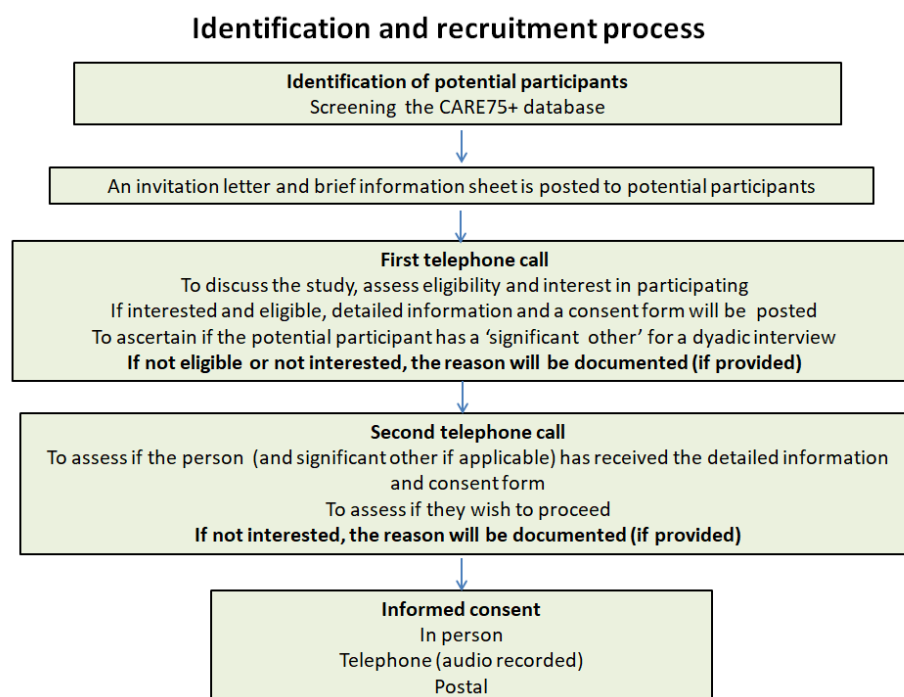 Identification and recruitment process
Identification of potential participants
Screening the CARE75+ database
An invitation letter and brief information sheet is posted to potential participants
First telephone call
To discuss the study, assess eligibility and interest in participating
If interested and eligible, detailed information and a consent form will be posted
To ascertain if the potential participant has a ‘significant other’ for a dyadic interview
If not eligible or not interested, the reason will be documented (if provided)
Second telephone call
To assess if the person (and significant other if applicable) has received the detailed information
and consent form
To assess if they wish to proceed
If not interested, the reason will be documented (if provided)
Informed consent
In person
Telephone (audio recorded)
Postal